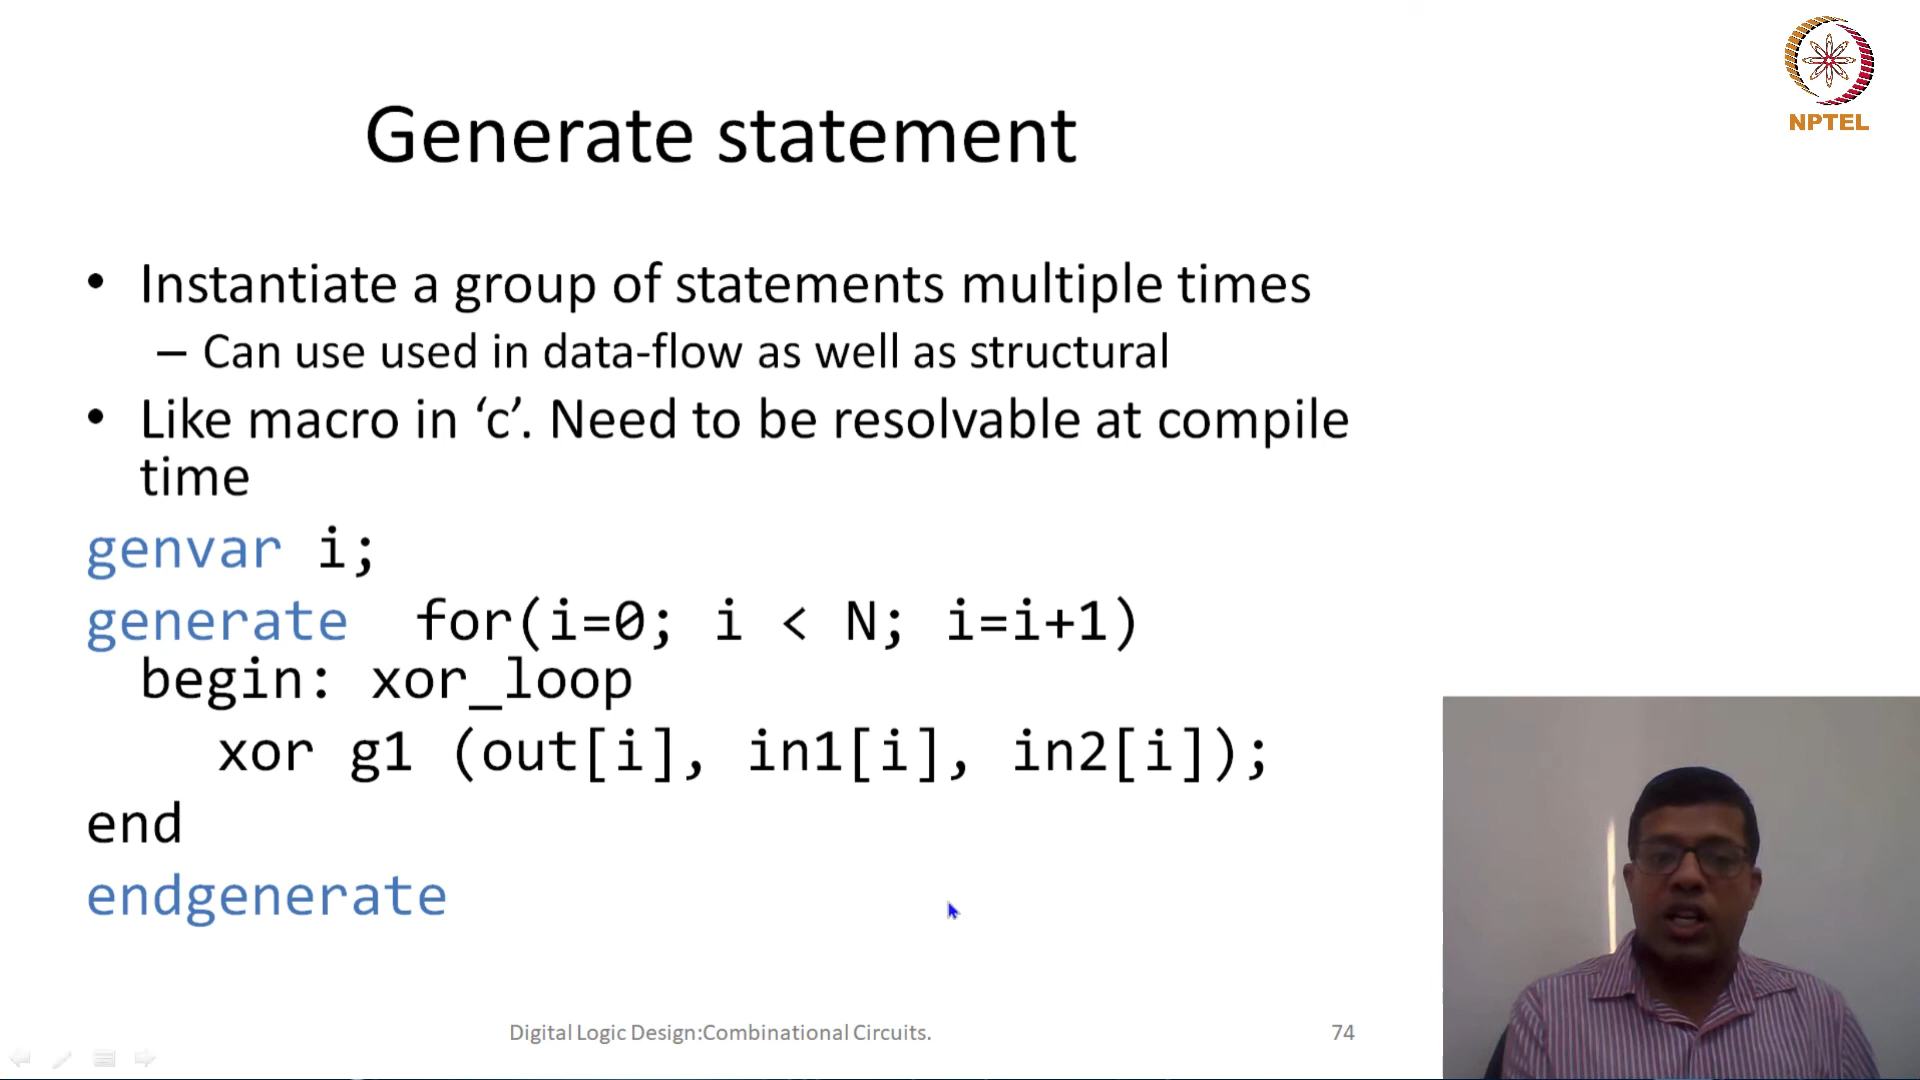 NPTEL
Generate statement
• Instantiate a group of statements multiple times
– Can use used in data-flow as well as structural
• Like macro in ‘c’. Need to be resolvable at compile
time
genvar i;
generate  for(i=0; i < N; i=i+1)
begin: xor_loop
xor g1 (out[i], in1[i], in2[i]);
end
endgenerate
Digital Logic Design:Combinational Circuits.
74